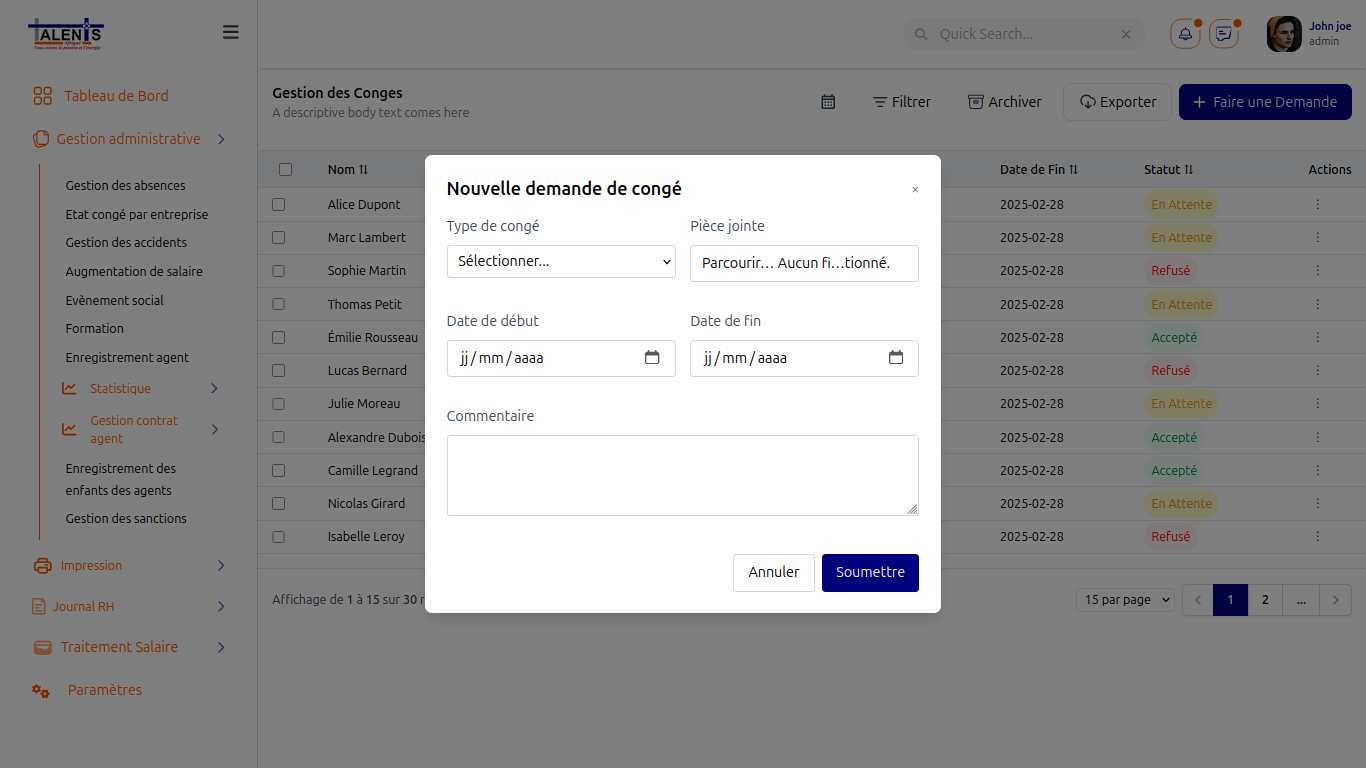 TALENTS
Afrique
Quick Search...
John joe
admin
Tableau de Bord
Gestion administrative
Gestion des absences
Etat congé par entreprise
Gestion des accidents
Augmentation de salaire
Evènement social
Formation
Enregistrement agent
Statistique
Gestion contrat
agent
Enregistrement des
enfants des agents
Gestion des sanctions
Impression
Journal RH
Traitement Salaire
Paramètres
Gestion des Conges
A descriptive body text comes here
Filtrer
Archiver
Exporter
Faire une Demande
Nom Date de Fin Statut Actions
Alice Dupont 2025-02-28 En Attente
Marc Lambert 2025-02-28 En Attente
Sophie Martin 2025-02-28 Refusé
Thomas Petit 2025-02-28 En Attente
Émilie Rousseau 2025-02-28 Accepté
Lucas Bernard 2025-02-28 Refusé
Julie Moreau 2025-02-28 En Attente
Alexandre Dubois 2025-02-28 Accepté
Camille Legrand 2025-02-28 Accepté
Nicolas Girard 2025-02-28 En Attente
Isabelle Leroy 2025-02-28 Refusé
Affichage de 1 à 15 sur 30
15 par page
1 2 ...
Nouvelle demande de congé
×
Type de congé
Sélectionner...
Pièce jointe
Parcourir… Aucun fi…tionné.
Date de début
jj/mm/aaaa
Date de fin
jj/mm/aaaa
Commentaire
Annuler
Soumettre